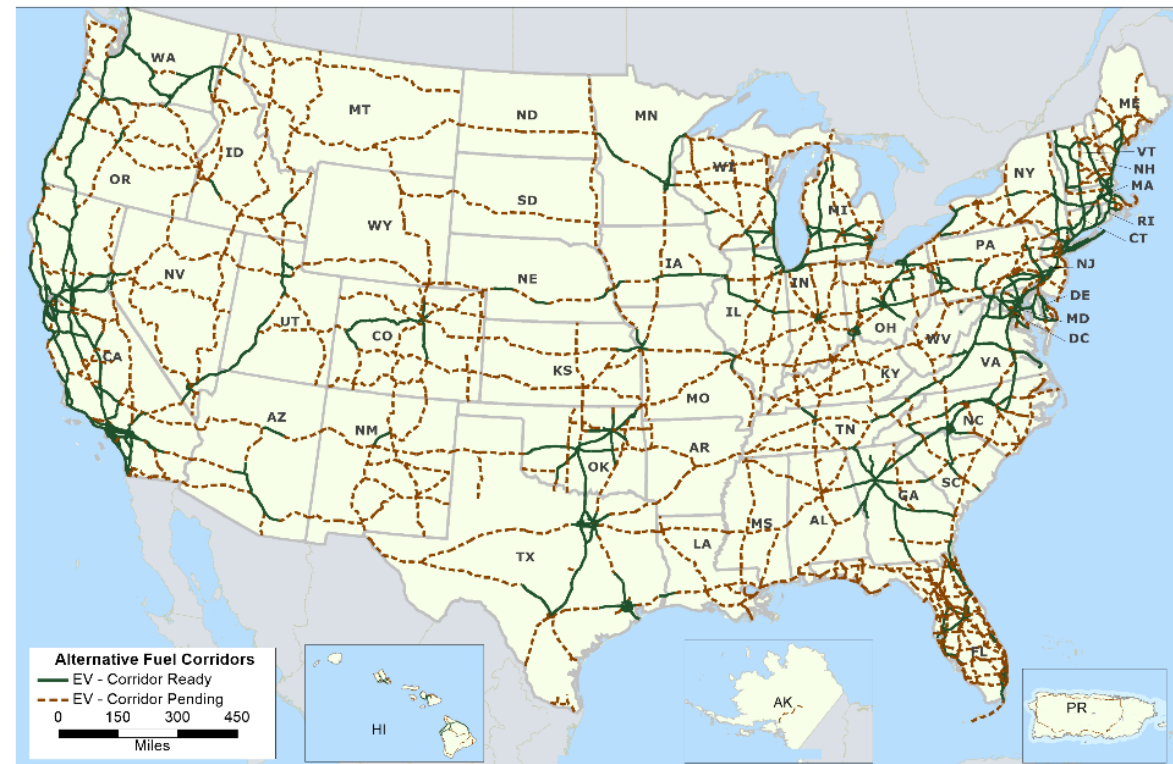 WA
MT
ND
MN
ME
OR
ID
SD
WI
MI
NY
VT
NH
MA
RI
CT
WY
NV
UT
NE
IA
PA
NJ
DE
MD
DC
CO
KS
IL
IN
OH
WV
VA
CA
AZ
NM
OK
MO
KY
AR
TN
NC
SC
TX
LA
MS
AL
GA
FL
Alternative Fuel Corridors
EV - Corridor Ready
EV - Corridor Pending
0 150 300 450
Miles
HI
AK
PR